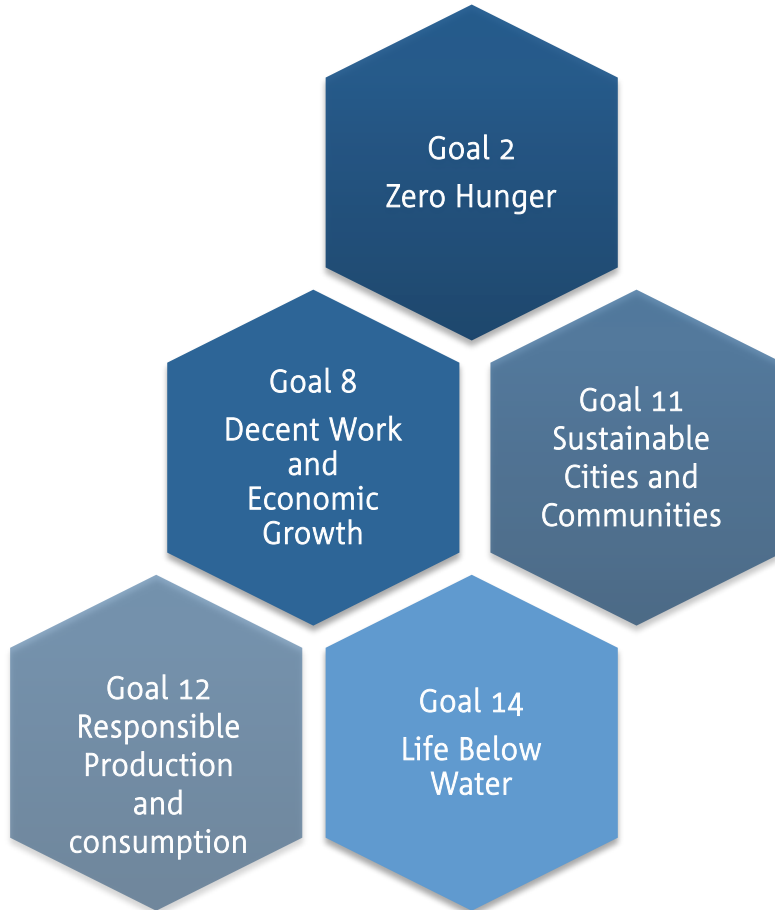 Goal 2
Zero Hunger
Goal 8
Decent Work
and
Economic
Growth
Goal 11
Sustainable
Cities and
Communities
Goal 12
Responsible
Production
and
consumption
Goal 14
Life Below
Water